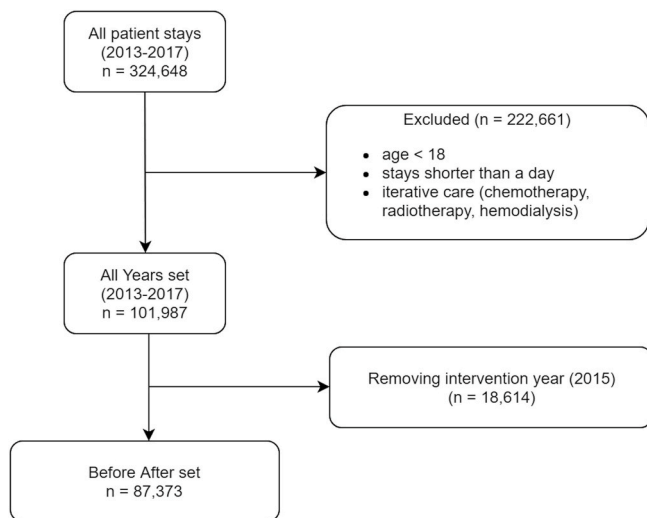 All patient stays
(2013-2017)
n = 324,648
Excluded (n = 222,661)
• age < 18
• stays shorter than a day
• iterative care (chemotherapy,
radiotherapy, hemodialysis)
All Years set
(2013-2017)
n = 101,987
Removing intervention year (2015)
(n = 18,614)
Before After set
n = 87,373